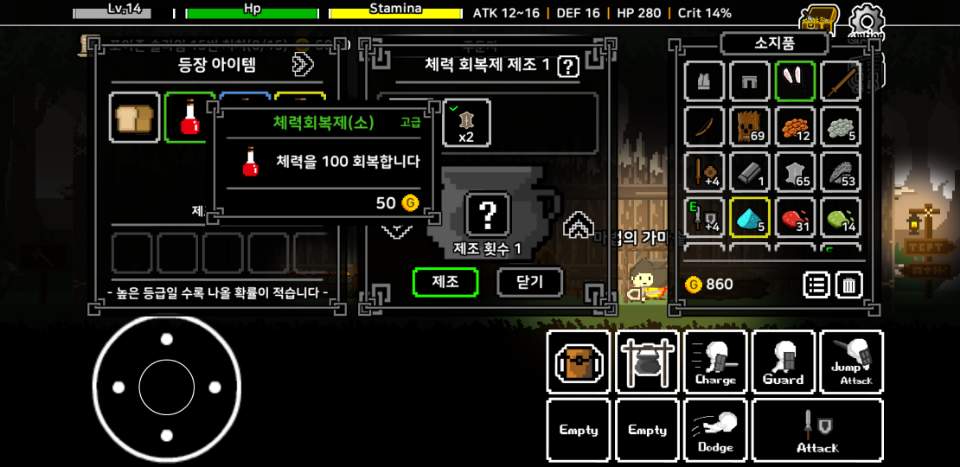 Lv.14
Hp
Stamina
ATK 12~16 | DEF 16 | HP 280 | Crit 14%
등장 아이템
체력 회복제 제조 1
?
소지품
체력회복제(소)
고급
체력을 100 회복합니다
50 G
x2
?
제조 횟수 1
제조
닫기
- 높은 등급일 수록 나올 확률이 적습니다 -
69
12
5
+4
1
65
53
E
+4
5
31
14
G 860
Charge
Guard
Jump Attack
Empty
Empty
Dodge
Attack